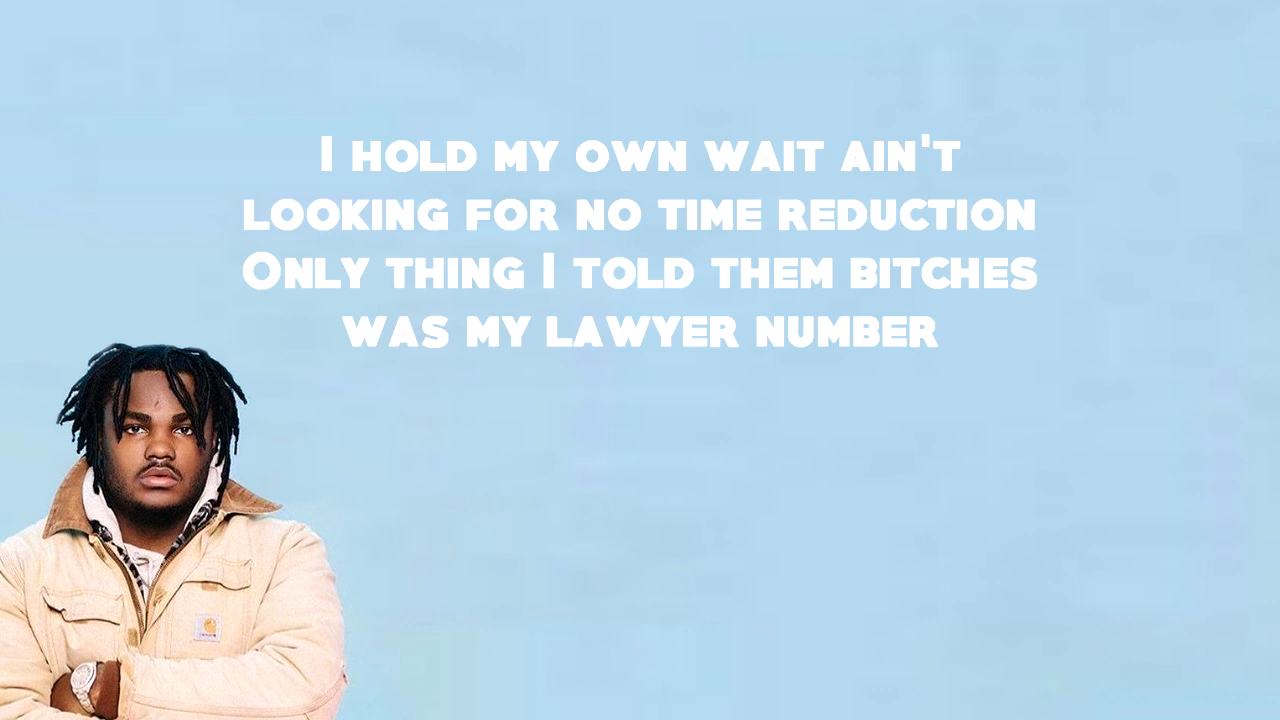 I HOLD MY OWN WAIT AIN'T
LOOKING FOR NO TIME REDUCTION
ONLY THING I TOLD THEM BITCHES
WAS MY LAWYER NUMBER